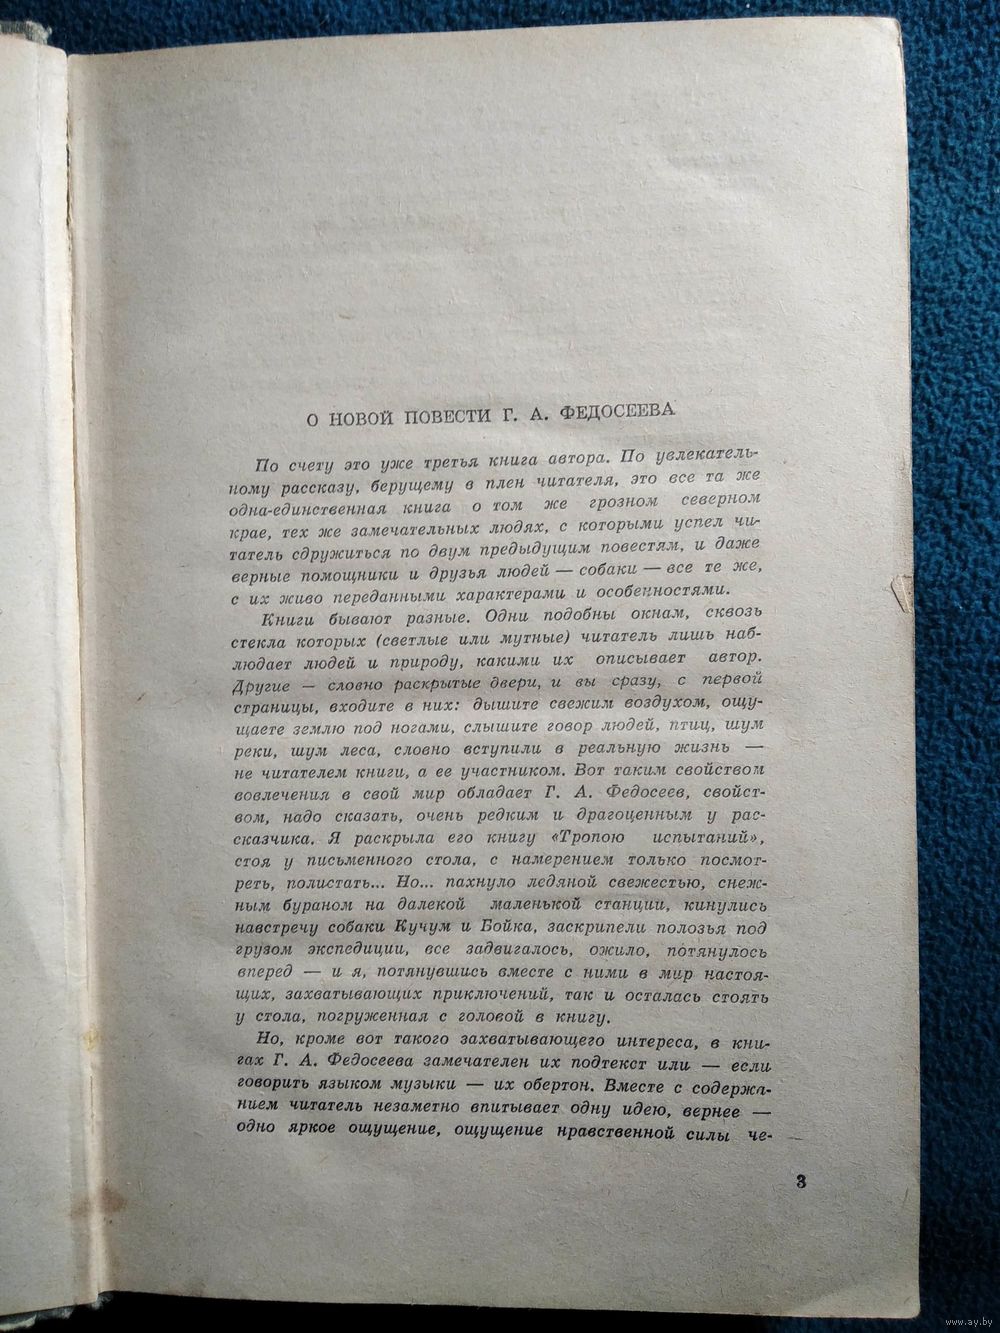 О НОВОЙ ПОВЕСТИ Г. А. ФЕДОСЕЕВА
По счету это уже третья книга автора. По увлекатель-
ному рассказу, берущему в плен читателя, это все та же
одна-единственная книга о том же грозном северном
крае, тех же замечательных людях, с которыми успел чи-
татель сдружиться по двум предыдущим повестям, и даже
верные помощники и друзья людей — собаки — все те же,
с их живо переданными характерами и особенностями.
Книги бывают разные. Одни подобны окнам, сквозь
стекла которых (светлые или мутные) читатель лишь наб-
людает людей и природу, какими их описывает автор.
Другие — словно раскрытые двери, и вы сразу, с первой
страницы, входите в них: дышите свежим воздухом, ощу-
щаете землю под ногами, слышите говор людей, птиц, шум
реки, шум леса, словно вступили в реальную жизнь —
не читателем книги, а ее участником. Вот таким свойством
вовлечения в свой мир обладает Г. А. Федосеев, свойст-
вом, надо сказать, очень редким и драгоценным у рас-
сказчика. Я раскрыла его книгу «Тропою испытаний»,
стоя у письменного стола, с намерением только посмот-
реть, полистать... Но... пахнуло ледяной свежестью, снеж-
ным бураном на далекой маленькой станции, кинулись
навстречу собаки Кучум и Бойка, заскрипели полозья под
грузом экспедиции, все задвигалось, ожило, потянулось
вперед — и я, потянувшись вместе с ними в мир настоя-
щих, захватывающих приключений, так и осталась стоять
у стола, погруженная с головой в книгу.
Но, кроме вот такого захватывающего интереса, в кни-
гах Г. А. Федосеева замечателен их подтекст или — если
говорить языком музыки — их обертон. Вместе с содержа-
нием читатель незаметно впитывает одну идею, вернее —
одно яркое ощущение, ощущение нравственной силы че-
3
www.ay.by